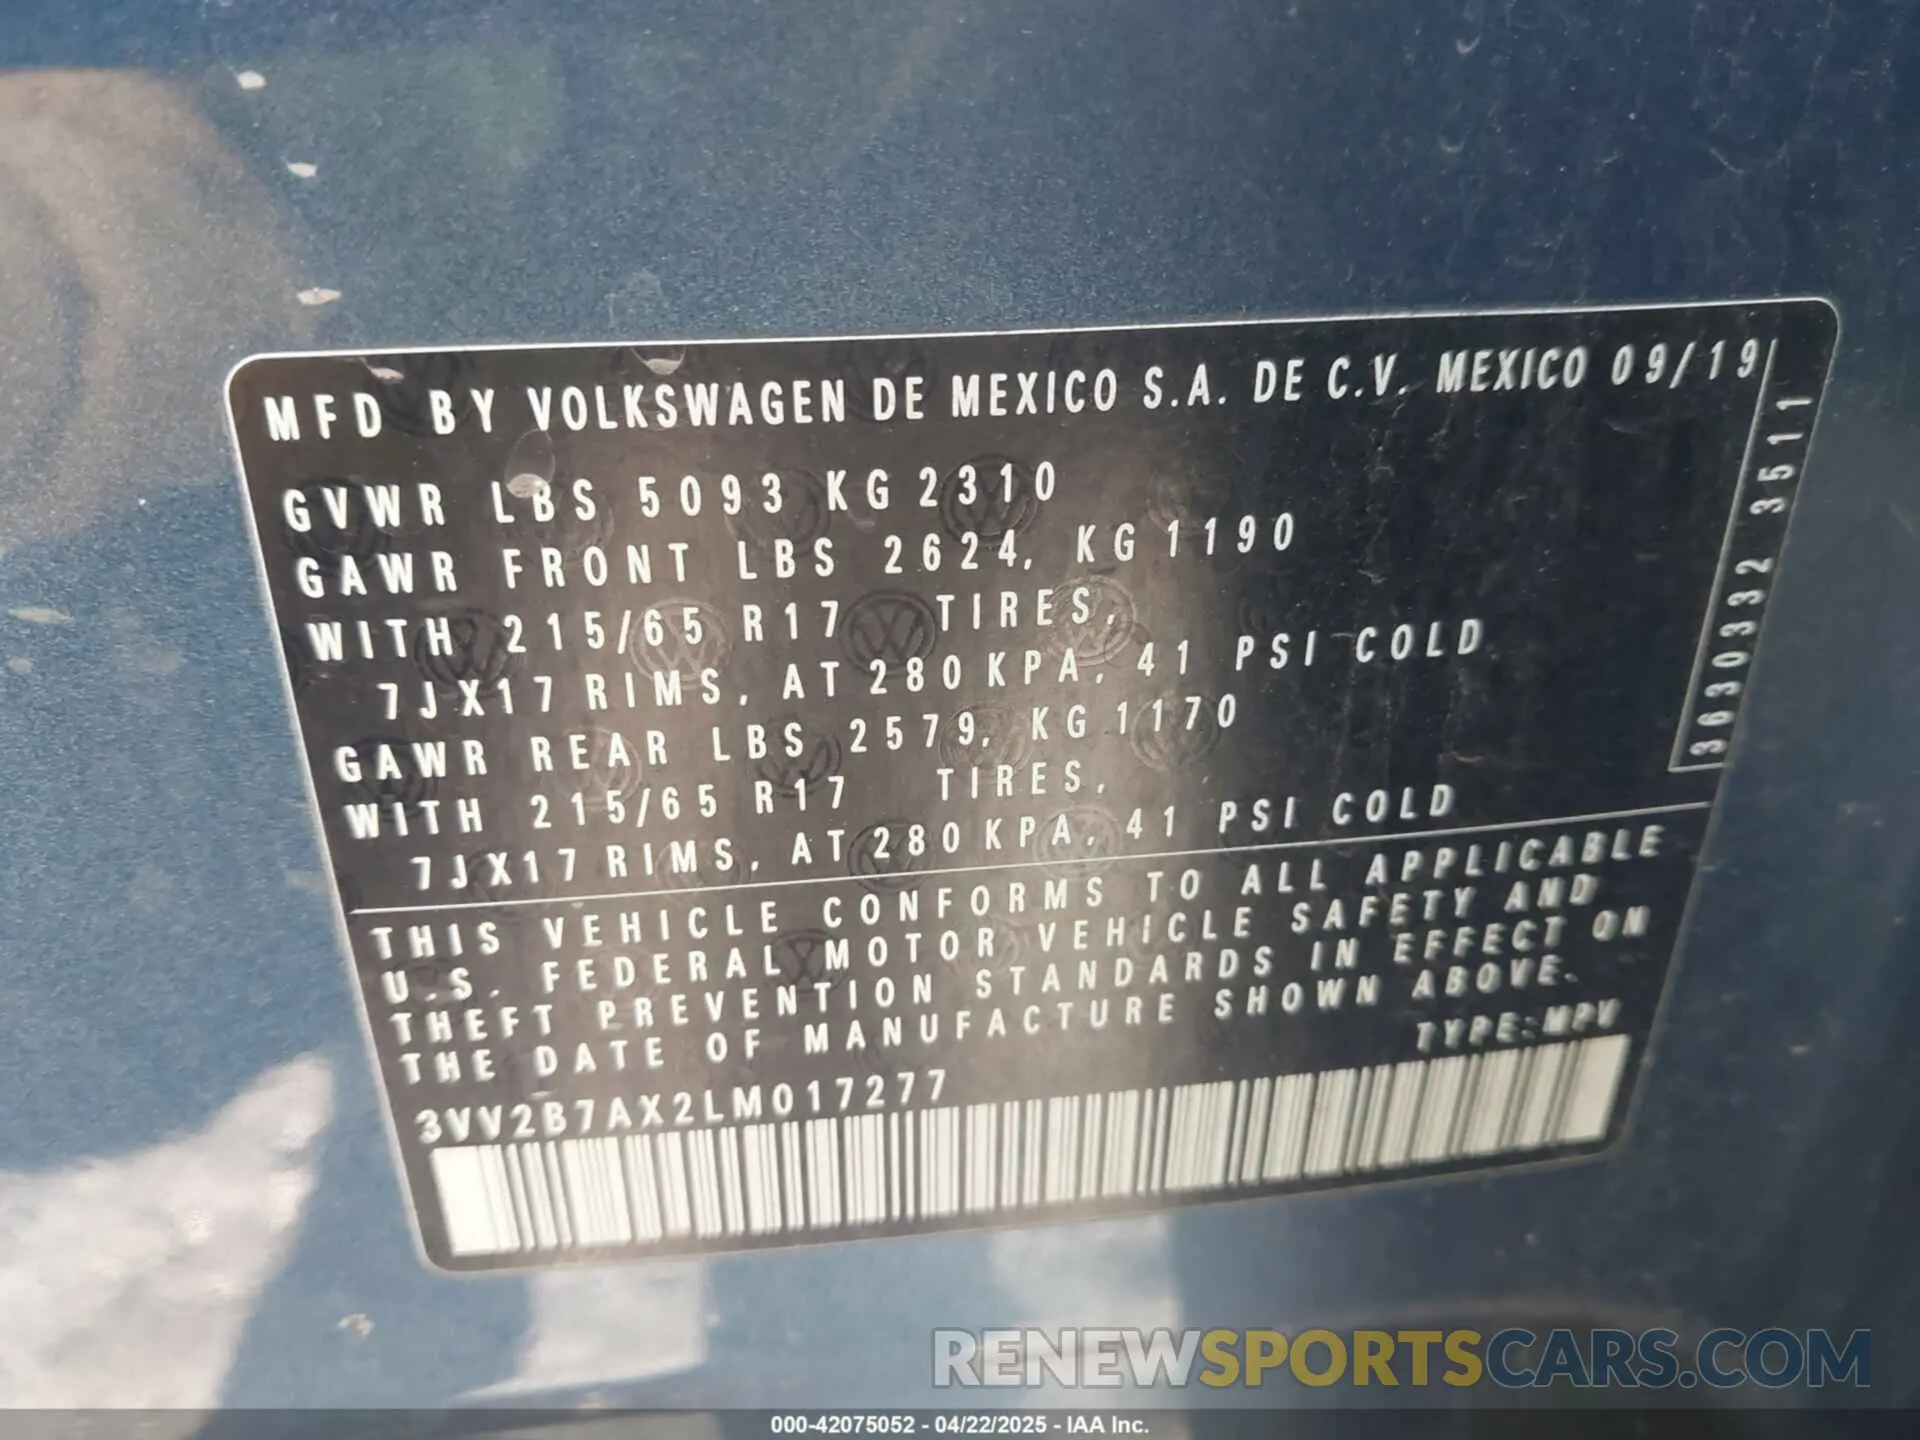 MFD BY VOLKSWAGEN DE MEXICO S.A. DE C.V. MEXICO 09/19
GVWR LBS 5093 KG 2310
GAWR FRONT LBS 2624, KG 1190
WITH 215/65 R17 TIRES,
7JX17 RIMS, AT 280 KPA, 41 PSI COLD
GAWR REAR LBS 2579, KG 1170
WITH 215/65 R17 TIRES,
7JX17 RIMS, AT 280 KPA, 41 PSI COLD
3630332 3511
THIS VEHICLE CONFORMS TO ALL APPLICABLE
U.S. FEDERAL MOTOR VEHICLE SAFETY AND
THEFT PREVENTION STANDARDS IN EFFECT ON
THE DATE OF MANUFACTURE SHOWN ABOVE.
TYPE:MPV
3VV2B7AX2LM017277
RENEWSPORTSCARS.COM
000-42075052 - 04/22/2025 - IAA Inc.